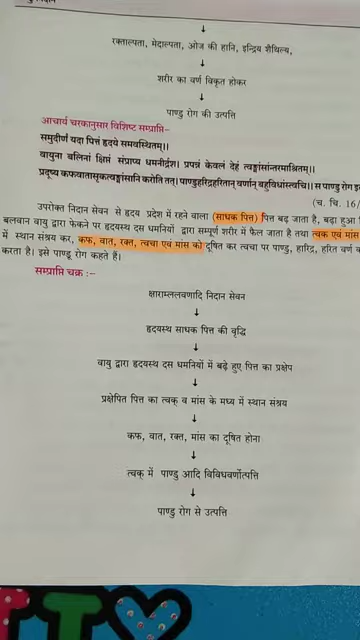 निदान
↓
रक्ताल्पता, मेदाल्पता, ओज की हानि, इन्द्रिय शैथिल्य,
↓
शरीर का वर्ण विकृत होकर
↓
पाण्डु रोग की उत्पत्ति
आचार्य चरकानुसार विशिष्ट सम्प्राप्ति-
समुदीर्णं यदा पित्तं हृदये समवस्थितम्।
वायुना बलिनां क्षिप्तं संप्राप्य धमनीर्दश। प्रपन्नं केवलं देहं त्वङ्मांसांन्तरमाश्रितम्।।
प्रदूष्य कफवातासृकत्वङ्मांसानि करोति तत्। पाण्डुहारिद्रहरितान् वर्णान् बहुविधांस्त्वचि।। स पाण्डु रोग
(च. चि. 16/
उपरोक्त निदान सेवन से हृदय प्रदेश में रहने वाला (साधक पित्त) पित्त बढ़ जाता है, बढ़ा हुआ
बलवान वायु द्वारा फेकने पर हृदयस्थ दस धमनियों द्वारा सम्पूर्ण शरीर में फैल जाता है तथा त्वक एवं मांस
में स्थान संश्रय कर, कफ, वात, रक्त, त्वचा एवं मांस को दूषित कर त्वचा पर पाण्डु, हारिद्र, हरित वर्ण
करता है। इसे पाण्डू रोग कहते हैं।
सम्प्राप्ति चक्र :-
क्षाराम्ललवणादि निदान सेवन
↓
हृदयस्थ साधक पित्त की वृद्धि
↓
वायु द्वारा हृदयस्थ दस धमनियों में बढ़े हुए पित्त का प्रक्षेप
↓
प्रक्षेपित पित्त का त्वक् व मांस के मध्य में स्थान संश्रय
↓
कफ, वात, रक्त, मांस का दूषित होना
↓
त्वक् में पाण्डु आदि विविधवर्णोत्पत्ति
↓
पाण्डु रोग से उत्पत्ति